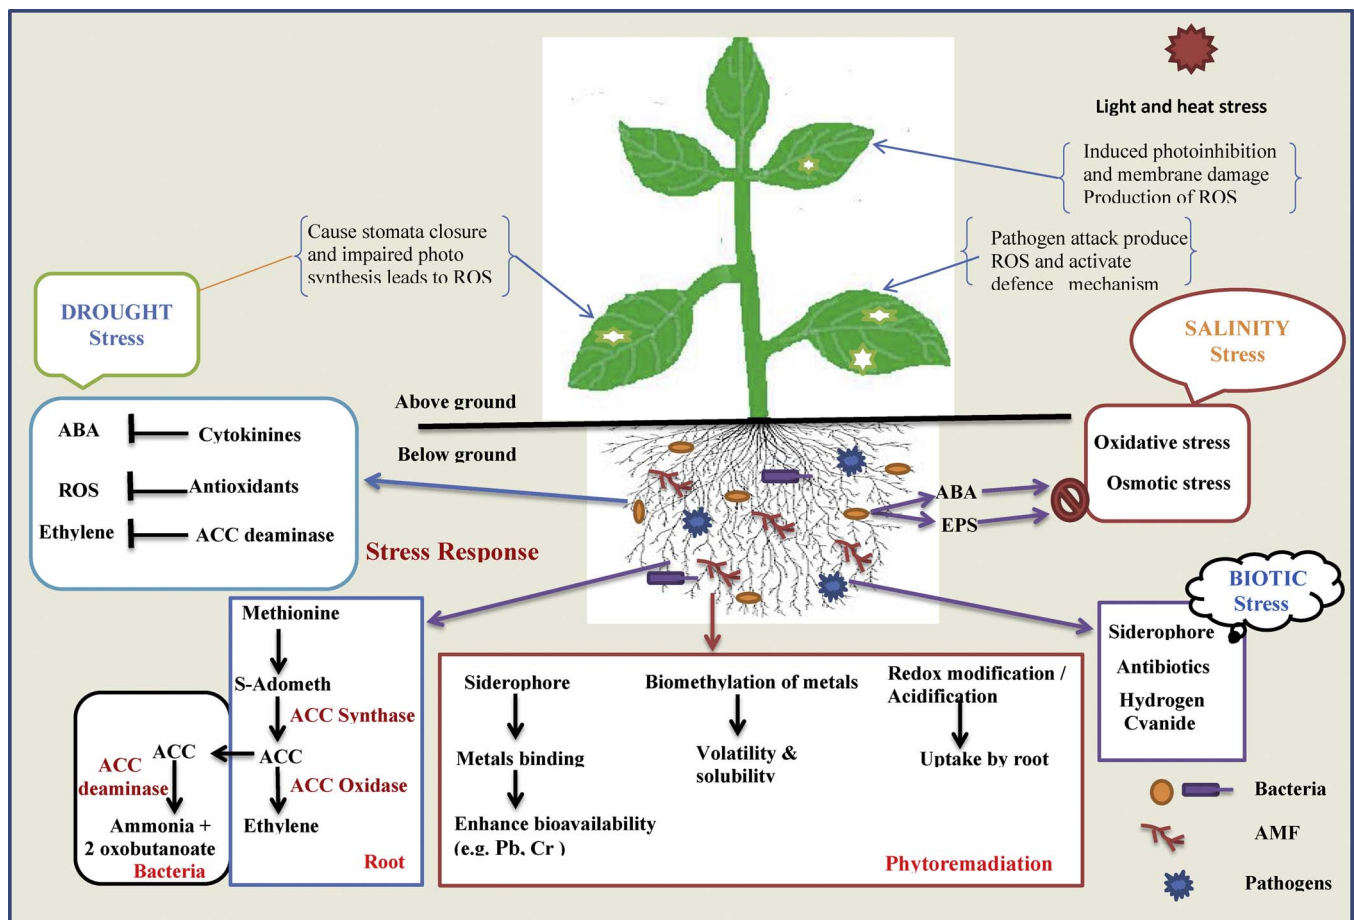 Light and heat stress
Induced photoinhibition
and membrane damage
Production of ROS
Cause stomata closure
and impaired photo
synthesis leads to ROS
Pathogen attack produce
ROS and activate
defence mechanism
DROUGHT
Stress
SALINITY
Stress
Above ground
Below ground
ABA
Cytokinines
ROS
Antioxidants
Ethylene
ACC deaminase
Stress Response
ABA
EPS
Oxidative stress
Osmotic stress
BIOTIC
Stress
Siderophore
Antibiotics
Hydrogen
Cyanide
Methionine
S-Adometh
ACC Synthase
ACC
ACC Oxidase
Ethylene
Root
ACC
ACC
deaminase
Ammonia +
2 oxobutanoate
Bacteria
Siderophore
Metals binding
Enhance bioavailability
(e.g. Pb, Cr )
Biomethylation of metals
Volatility &
solubility
Redox modification /
Acidification
Uptake by root
Phytoremadiation
Bacteria
AMF
Pathogens